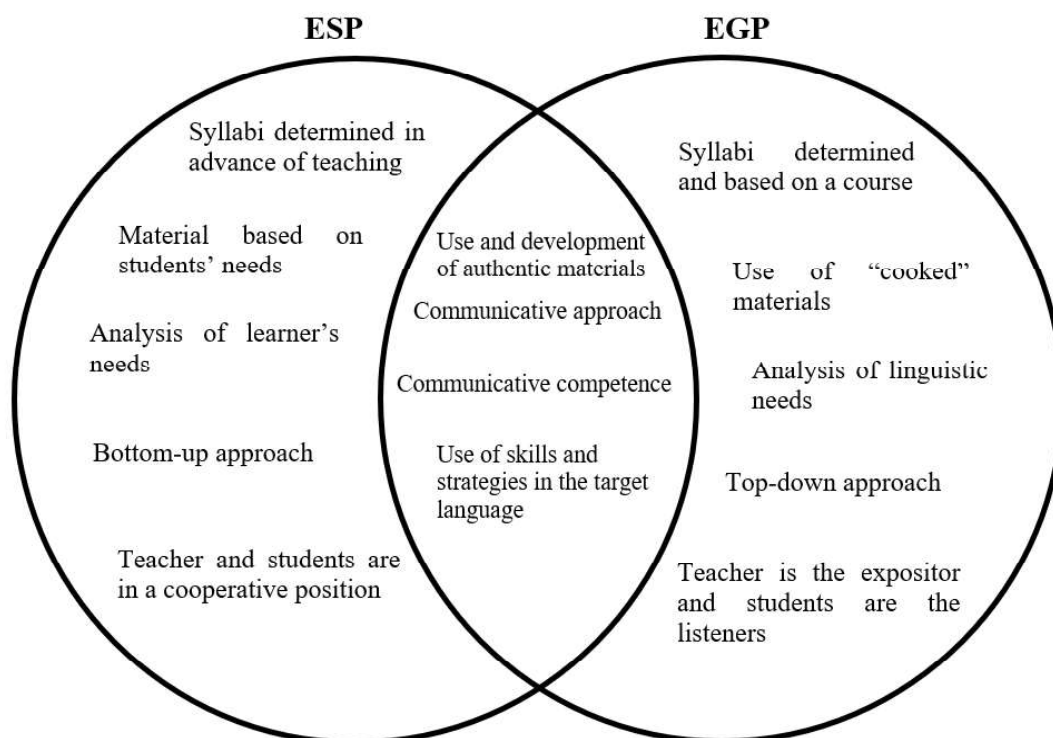 ESP
EGP
Syllabi determined in
advance of teaching
Material based on
students’ needs
Analysis of learner’s
needs
Bottom-up approach
Teacher and students are
in a cooperative position
Use and development
of authentic materials
Communicative approach
Communicative competence
Use of skills and
strategies in the target
language
Syllabi determined
and based on a course
Use of “cooked”
materials
Analysis of linguistic
needs
Top-down approach
Teacher is the expositor
and students are the
listeners